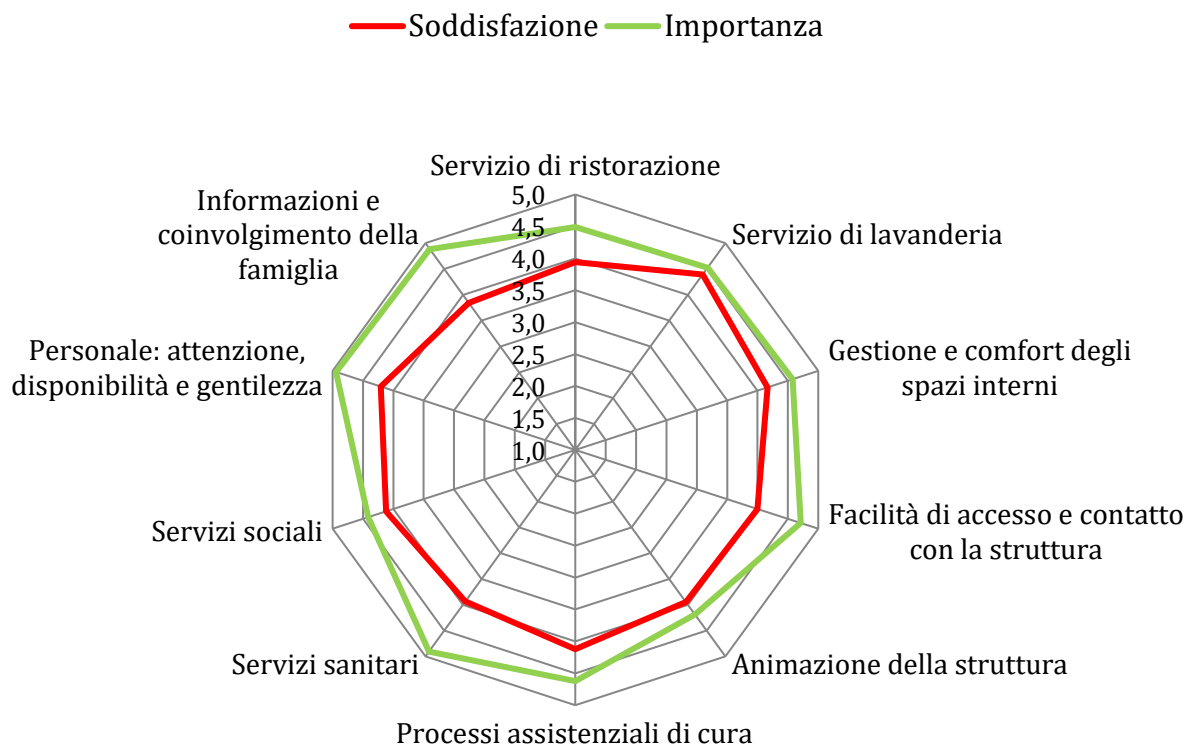 Soddisfazione Importanza
Servizio di ristorazione
Informazioni e
coinvolgimento della
famiglia
Servizio di lavanderia
Personale: attenzione,
disponibilità e gentilezza
Gestione e comfort degli
spazi interni
Servizi sociali
Facilità di accesso e contatto
con la struttura
Servizi sanitari
Animazione della struttura
Processi assistenziali di cura
5,0
4,5
4,0
3,5
3,0
2,5
2,0
1,5
1,0